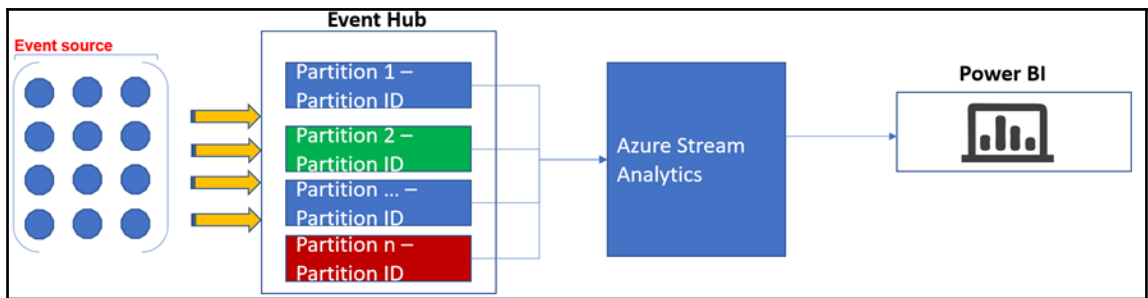 Event source
Event Hub
Partition 1 –
Partition ID
Partition 2 –
Partition ID
Partition ... –
Partition ID
Partition n –
Partition ID
Azure Stream
Analytics
Power BI